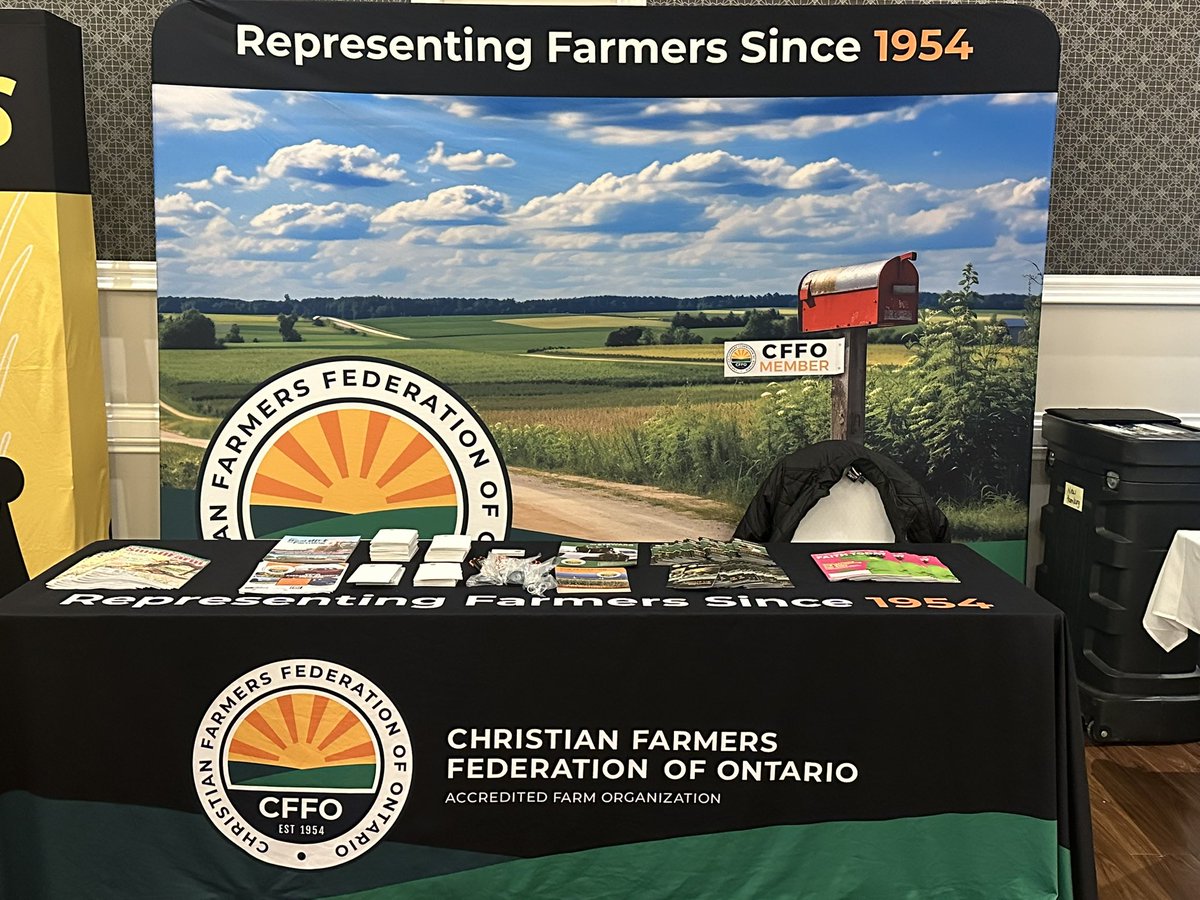 Representing Farmers Since 1954
S
CFFO
MEMBER
CHRISTIAN FARMERS FEDERATION OF
Representing Farmers Since 1954
CHRISTIAN FARMERS FEDERATION OF ONTARIO
CFFO
EST 1954
CHRISTIAN FARMERS
FEDERATION OF ONTARIO
ACCREDITED FARM ORGANIZATION